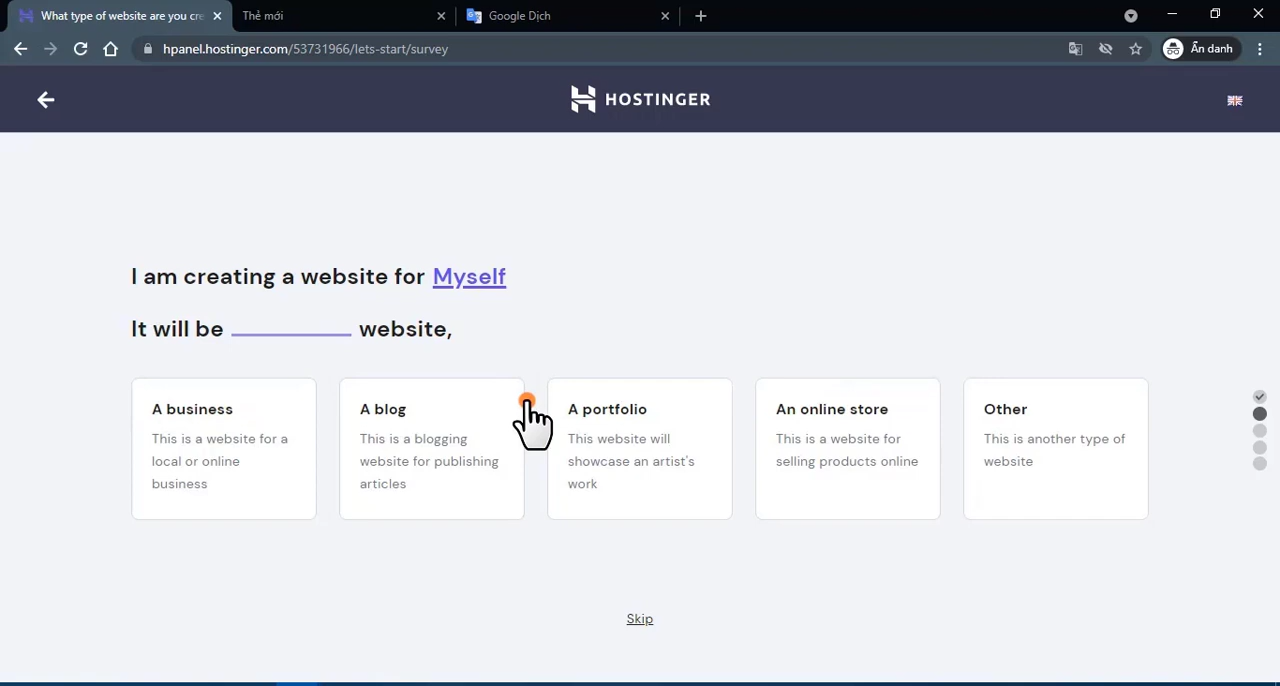 What type of website are you cre
Thẻ mới
Google Dịch
hpanel.hostinger.com/53731966/lets-start/survey
Ẩn danh
HOSTINGER
I am creating a website for Myself
It will be website,
A business
This is a website for a
local or online
business
A blog
This is a blogging
website for publishing
articles
A portfolio
This website will
showcase an artist's
work
An online store
This is a website for
selling products online
Other
This is another type of
website
Skip